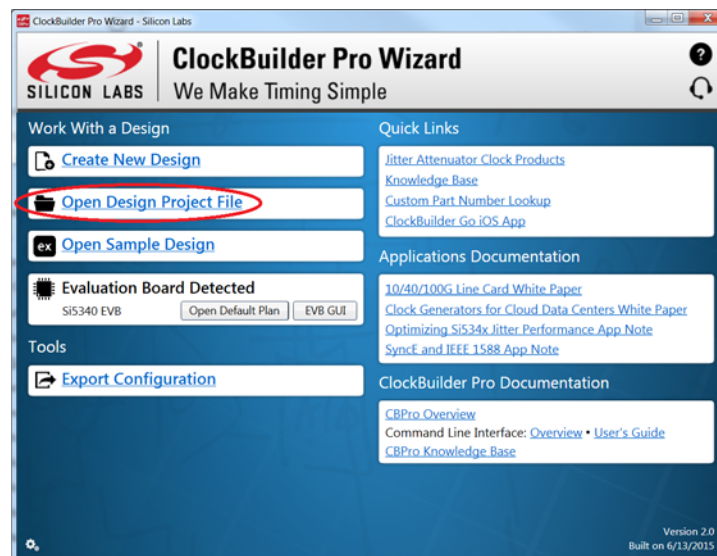 ClockBuilder Pro Wizard - Silicon Labs
SILICON LABS
ClockBuilder Pro Wizard
We Make Timing Simple
?
Work With a Design
Create New Design
Open Design Project File
ex Open Sample Design
Evaluation Board Detected
Si5340 EVB Open Default Plan EVB GUI
Tools
Export Configuration
Quick Links
Jitter Attenuator Clock Products
Knowledge Base
Custom Part Number Lookup
ClockBuilder Go iOS App
Applications Documentation
10/40/100G Line Card White Paper
Clock Generators for Cloud Data Centers White Paper
Optimizing Si534x Jitter Performance App Note
SyncE and IEEE 1588 App Note
ClockBuilder Pro Documentation
CBPro Overview
Command Line Interface: Overview • User's Guide
CBPro Knowledge Base
Version 2.0
Built on 6/13/2015